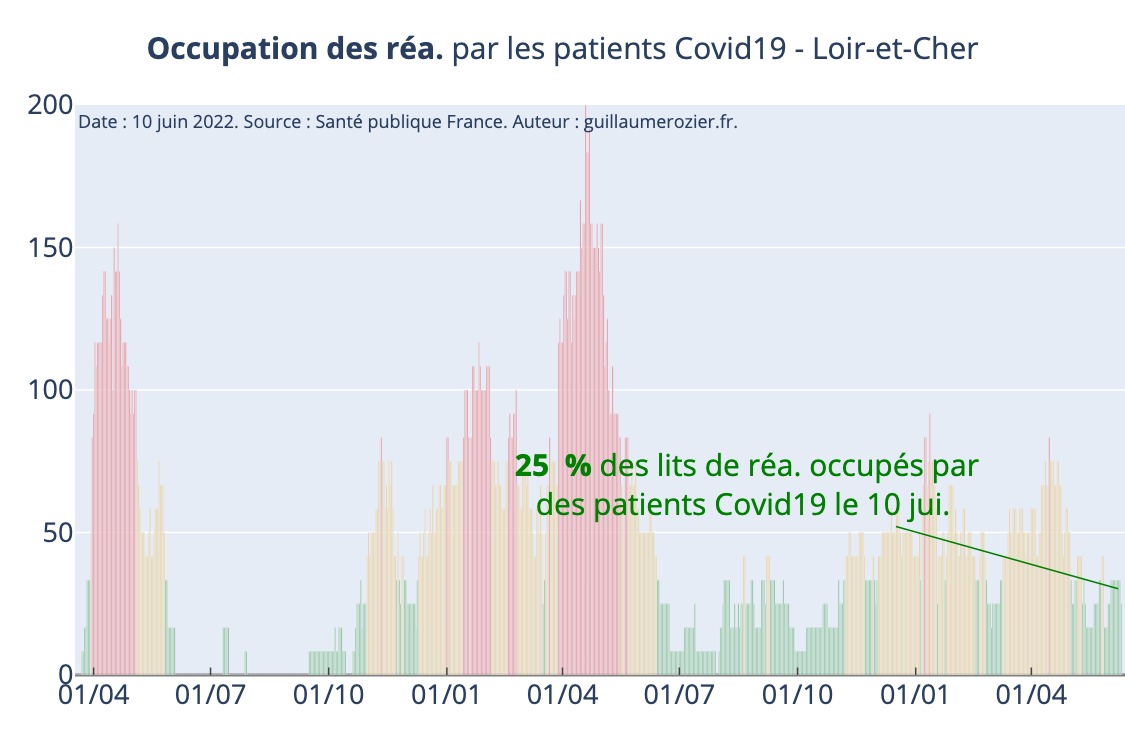 Occupation des réa. par les patients Covid19 - Loir-et-Cher
Date : 10 juin 2022. Source : Santé publique France. Auteur : guillaumerozier.fr.
200
150
100
50
0
25 % des lits de réa. occupés par
des patients Covid19 le 10 jui.
01/04 01/07 01/10 01/01 01/04 01/07 01/10 01/01 01/04